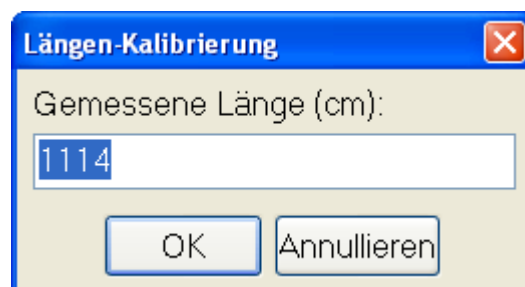 Längen-Kalibrierung
Gemessene Länge (cm):
1114
OK Annullieren